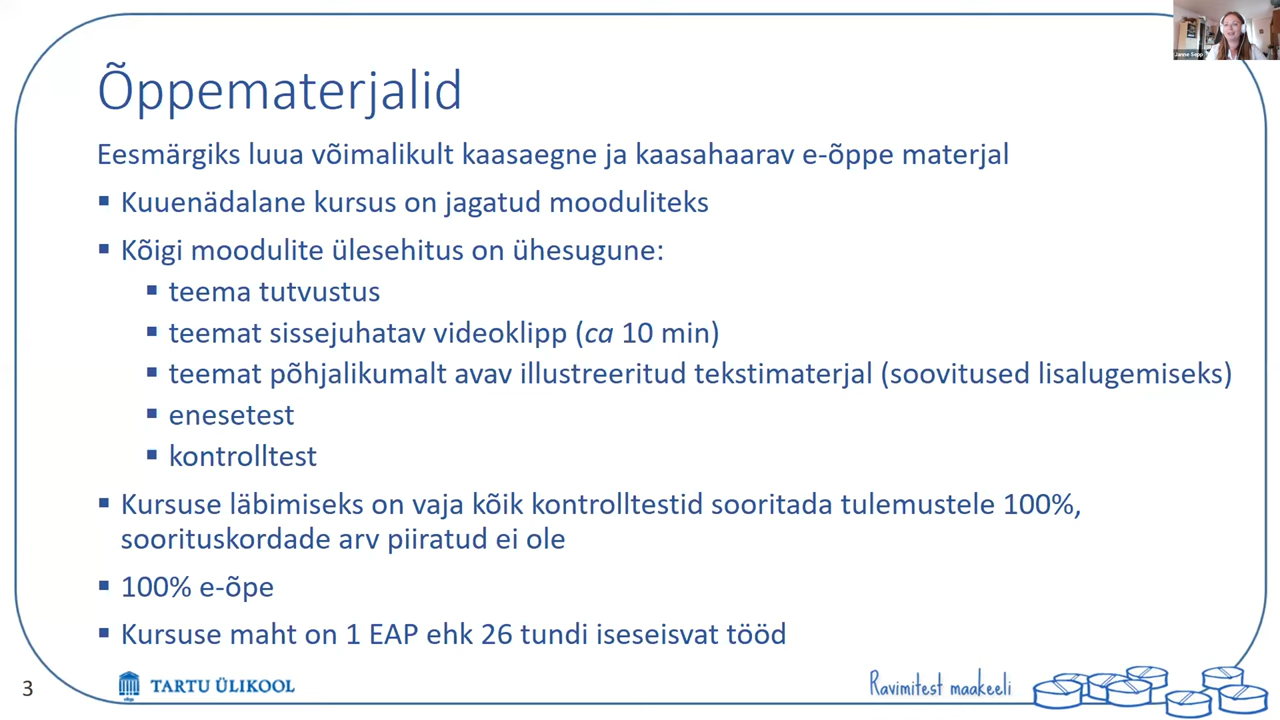 Janne Sepp
Õppematerjalid
Eesmärgiks luua võimalikult kaasaegne ja kaasahaarav e-õppe materjal
▪ Kuuenädalane kursus on jagatud mooduliteks
▪ Kõigi moodulite ülesehitus on ühesugune:
▪ teema tutvustus
▪ teemat sissejuhatav videoklipp (ca 10 min)
▪ teemat põhjalikumalt avav illustreeritud tekstimaterjal (soovitused lisalugemiseks)
▪ enesetest
▪ kontrolltest
▪ Kursuse läbimiseks on vaja kõik kontrolltestid sooritada tulemustele 100%,
soorituskordade arv piiratud ei ole
▪ 100% e-õpe
▪ Kursuse maht on 1 EAP ehk 26 tundi iseseisvat tööd
3
TARTU ÜLIKOOL
Ravimitest maakeeli